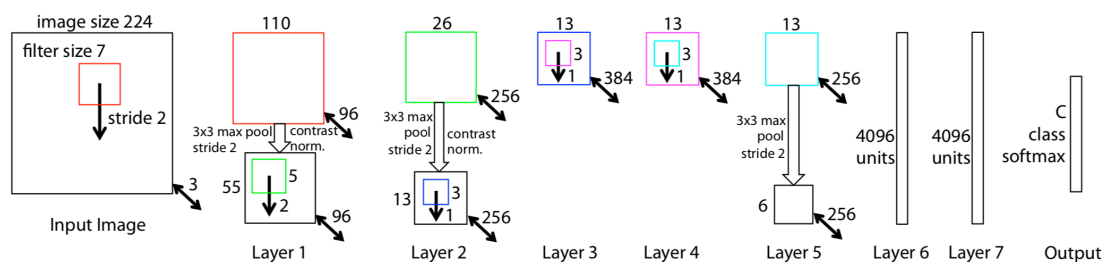 image size 224
filter size 7
stride 2
3
Input Image
110
96
3x3 max pool
stride 2
contrast
norm.
55
5
2
96
Layer 1
26
256
3x3 max
pool
stride 2
contrast
norm.
13
3
1
256
Layer 2
13
3
1
384
Layer 3
13
3
1
384
Layer 4
13
256
3x3 max
pool
stride 2
6
256
Layer 5
4096
units
Layer 6
4096
units
Layer 7
C
class
softmax
Output